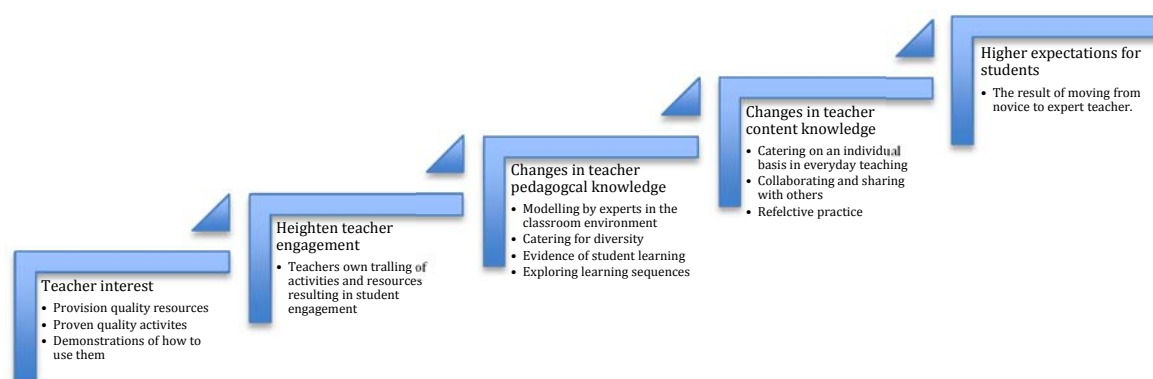 Teacher interest
• Provision quality resources
• Proven quality activites
• Demonstrations of how to
use them
Heighten teacher
engagement
• Teachers own tralling of
activities and resources
resulting in student
engagement
Changes in teacher
pedagogcal knowledge
• Modelling by experts in the
classroom environment
• Catering for diversity
• Evidence of student learning
• Exploring learning sequences
Changes in teacher
content knowledge
• Catering on an individual
basis in everyday teaching
• Collaborating and sharing
with others
• Refelctive practice
Higher expectations for
students
• The result of moving from
novice to expert teacher.